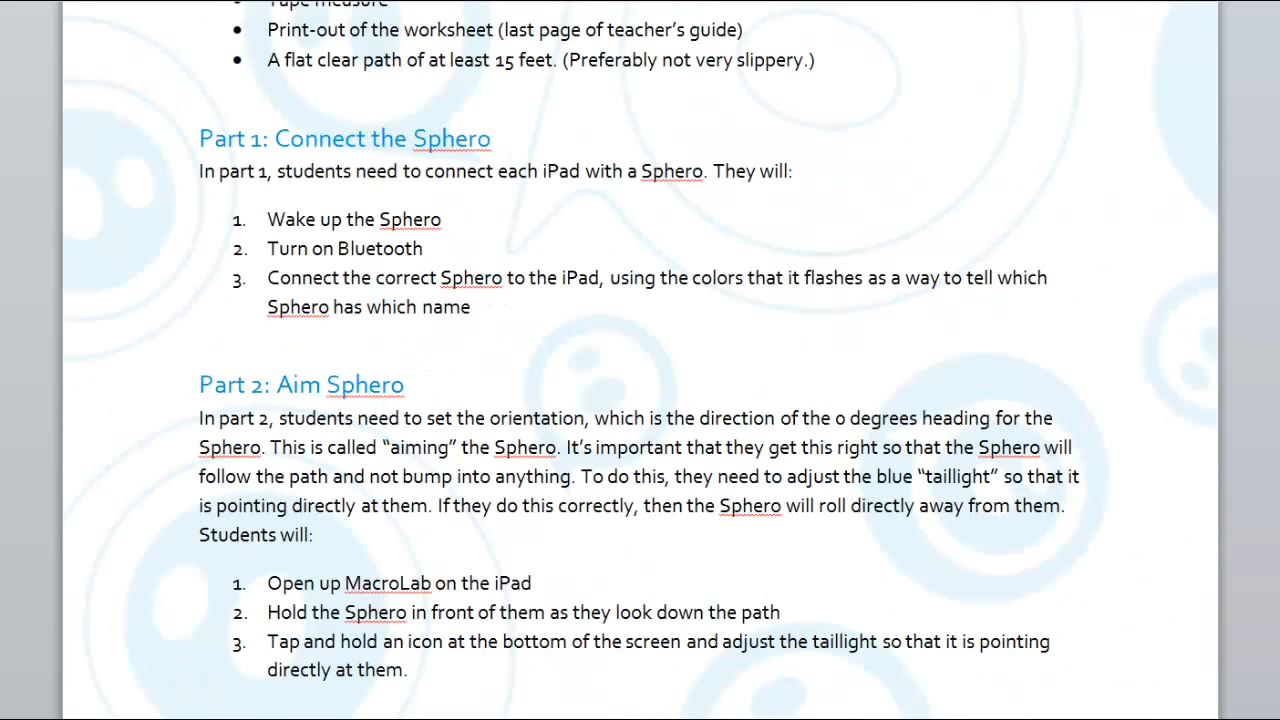 Tape measure
Print-out of the worksheet (last page of teacher’s guide)
A flat clear path of at least 15 feet. (Preferably not very slippery.)
Part 1: Connect the Sphero
In part 1, students need to connect each iPad with a Sphero. They will:
1. Wake up the Sphero
2. Turn on Bluetooth
3. Connect the correct Sphero to the iPad, using the colors that it flashes as a way to tell which
Sphero has which name
Part 2: Aim Sphero
In part 2, students need to set the orientation, which is the direction of the 0 degrees heading for the
Sphero. This is called “aiming” the Sphero. It’s important that they get this right so that the Sphero will
follow the path and not bump into anything. To do this, they need to adjust the blue “taillight” so that it
is pointing directly at them. If they do this correctly, then the Sphero will roll directly away from them.
Students will:
1. Open up MacroLab on the iPad
2. Hold the Sphero in front of them as they look down the path
3. Tap and hold an icon at the bottom of the screen and adjust the taillight so that it is pointing
directly at them.